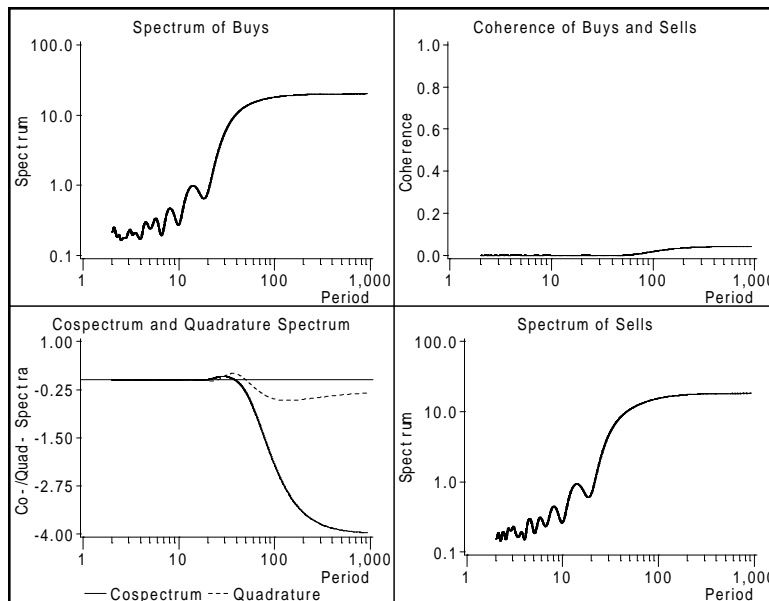 Spectrum of Buys
Spectrum
100.0
10.0
1.0
0.1
1 10 100 1,000
Period
Coherence of Buys and Sells
Coherence
1.0
0.8
0.6
0.4
0.2
0.0
1 10 100 1,000
Period
Cospectrum and Quadrature Spectrum
Co-/Quad- Spectra
1.00
-0.25
-1.50
-2.75
-4.00
1 10 100 1,000
Period
Cospectrum Quadrature
Spectrum of Sells
Spectrum
100.0
10.0
1.0
0.1
1 10 100 1,000
Period